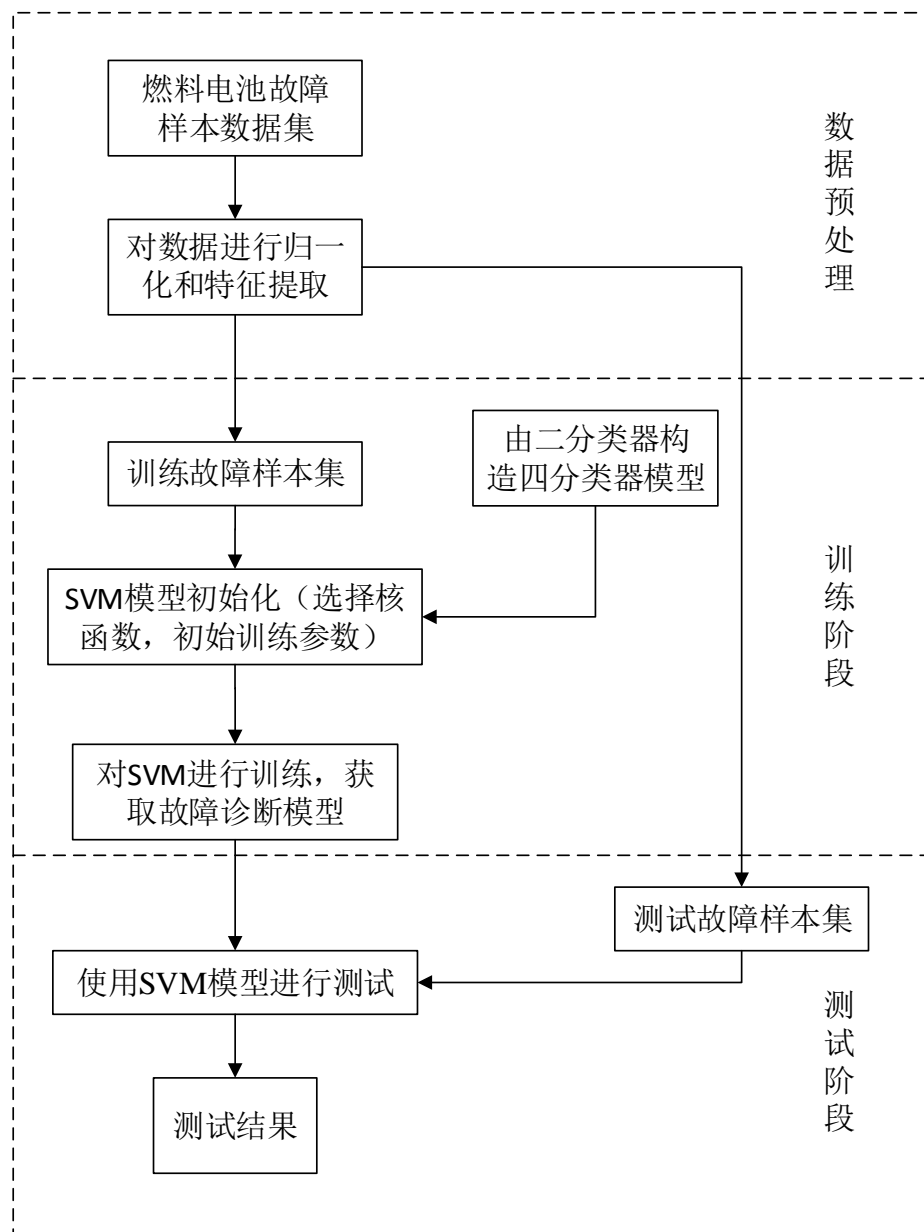 燃料电池故障
样本数据集
对数据进行归一
化和特征提取
数据预处理
训练故障样本集
由二分类器构
造四分类器模型
SVM模型初始化（选择核
函数，初始训练参数）
对SVM进行训练，获
取故障诊断模型
训练阶段
测试故障样本集
使用SVM模型进行测试
测试结果
测试阶段